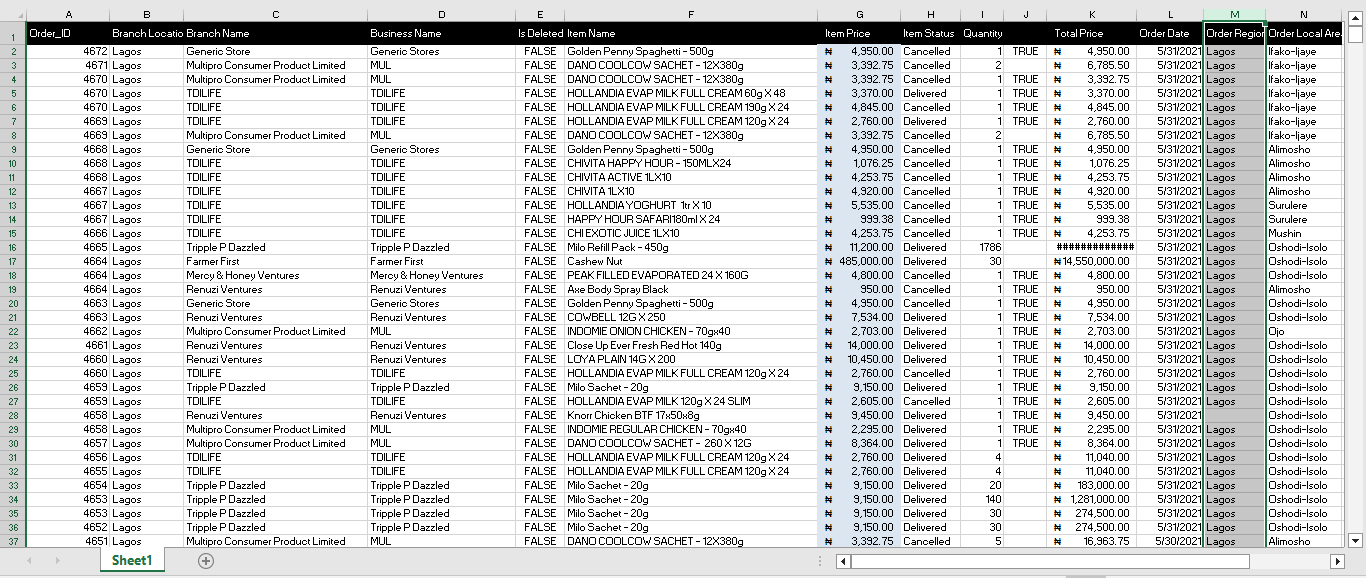 A B C D E F G H I J K L M N
1 Order_ID Branch Locatio Branch Name Business Name Is Deleted Item Name Item Price Item Status Quantity Total Price Order Date Order Region Order Local Area
2 4672 Lagos Generic Store Generic Stores FALSE Golden Penny Spaghetti - 500g ₦ 4,950.00 Cancelled 1 TRUE ₦ 4,950.00 5/31/2021 Lagos Ifako-Ijaye
3 4671 Lagos Multipro Consumer Product Limited MUL FALSE DANO COOLCOW SACHET - 12X380g ₦ 3,392.75 Cancelled 2 ₦ 6,785.50 5/31/2021 Lagos Ifako-Ijaye
4 4670 Lagos Multipro Consumer Product Limited MUL FALSE DANO COOLCOW SACHET - 12X380g ₦ 3,392.75 Cancelled 1 TRUE ₦ 3,392.75 5/31/2021 Lagos Ifako-Ijaye
5 4670 Lagos TDILIFE TDILIFE FALSE HOLLANDIA EVAP MILK FULL CREAM 60g X 48 ₦ 3,370.00 Delivered 1 TRUE ₦ 3,370.00 5/31/2021 Lagos Ifako-Ijaye
6 4670 Lagos TDILIFE TDILIFE FALSE HOLLANDIA EVAP MILK FULL CREAM 190g X 24 ₦ 4,845.00 Cancelled 1 TRUE ₦ 4,845.00 5/31/2021 Lagos Ifako-Ijaye
7 4669 Lagos TDILIFE TDILIFE FALSE HOLLANDIA EVAP MILK FULL CREAM 120g X 24 ₦ 2,760.00 Delivered 1 TRUE ₦ 2,760.00 5/31/2021 Lagos Ifako-Ijaye
8 4669 Lagos Multipro Consumer Product Limited MUL FALSE DANO COOLCOW SACHET - 12X380g ₦ 3,392.75 Cancelled 2 ₦ 6,785.50 5/31/2021 Lagos Ifako-Ijaye
9 4668 Lagos Generic Store Generic Stores FALSE Golden Penny Spaghetti - 500g ₦ 4,950.00 Cancelled 1 TRUE ₦ 4,950.00 5/31/2021 Lagos Alimosho
10 4668 Lagos TDILIFE TDILIFE FALSE CHIVITA HAPPY HOUR - 150MLX24 ₦ 1,076.25 Cancelled 1 TRUE ₦ 1,076.25 5/31/2021 Lagos Alimosho
11 4668 Lagos TDILIFE TDILIFE FALSE CHIVITA ACTIVE 1LX10 ₦ 4,253.75 Cancelled 1 TRUE ₦ 4,253.75 5/31/2021 Lagos Alimosho
12 4667 Lagos TDILIFE TDILIFE FALSE CHIVITA 1LX10 ₦ 4,920.00 Cancelled 1 TRUE ₦ 4,920.00 5/31/2021 Lagos Alimosho
13 4667 Lagos TDILIFE TDILIFE FALSE HOLLANDIA YOGHURT 1tr X 10 ₦ 5,535.00 Cancelled 1 TRUE ₦ 5,535.00 5/31/2021 Lagos Surulere
14 4667 Lagos TDILIFE TDILIFE FALSE HAPPY HOUR SAFARI180ml X 24 ₦ 999.38 Cancelled 1 TRUE ₦ 999.38 5/31/2021 Lagos Surulere
15 4666 Lagos TDILIFE TDILIFE FALSE CHI EXOTIC JUICE 1LX10 ₦ 4,253.75 Cancelled 1 TRUE ₦ 4,253.75 5/31/2021 Lagos Mushin
16 4665 Lagos Tripple P Dazzled Tripple P Dazzled FALSE Milo Refill Pack - 450g ₦ 11,200.00 Delivered 1786 ############# 5/31/2021 Lagos Oshodi-Isolo
17 4664 Lagos Farmer First Farmer First FALSE Cashew Nut ₦ 485,000.00 Delivered 30 ₦ 14,550,000.00 5/31/2021 Lagos Oshodi-Isolo
18 4664 Lagos Mercy & Honey Ventures Mercy & Honey Ventures FALSE PEAK FILLED EVAPORATED 24 X 160G ₦ 4,800.00 Cancelled 1 TRUE ₦ 4,800.00 5/31/2021 Lagos Oshodi-Isolo
19 4664 Lagos Renuzi Ventures Renuzi Ventures FALSE Axe Body Spray Black ₦ 950.00 Cancelled 1 TRUE ₦ 950.00 5/31/2021 Lagos Alimosho
20 4663 Lagos Generic Store Generic Stores FALSE Golden Penny Spaghetti - 500g ₦ 4,950.00 Cancelled 1 TRUE ₦ 4,950.00 5/31/2021 Lagos Oshodi-Isolo
21 4663 Lagos Renuzi Ventures Renuzi Ventures FALSE COWBELL 12G X 250 ₦ 7,534.00 Cancelled 1 TRUE ₦ 7,534.00 5/31/2021 Lagos Oshodi-Isolo
22 4662 Lagos Multipro Consumer Product Limited MUL FALSE INDOMIE ONION CHICKEN - 70gx40 ₦ 2,703.00 Delivered 1 TRUE ₦ 2,703.00 5/31/2021 Lagos Ojo
23 4661 Lagos Renuzi Ventures Renuzi Ventures FALSE Close Up Ever Fresh Red Hot 140g ₦ 14,000.00 Delivered 1 TRUE ₦ 14,000.00 5/31/2021 Lagos Oshodi-Isolo
24 4660 Lagos Renuzi Ventures Renuzi Ventures FALSE LOYA PLAIN 14G X 200 ₦ 10,450.00 Delivered 1 TRUE ₦ 10,450.00 5/31/2021 Lagos Oshodi-Isolo
25 4660 Lagos TDILIFE TDILIFE FALSE HOLLANDIA EVAP MILK FULL CREAM 120g X 24 ₦ 2,760.00 Cancelled 1 TRUE ₦ 2,760.00 5/31/2021 Lagos Oshodi-Isolo
26 4659 Lagos Tripple P Dazzled Tripple P Dazzled FALSE Milo Sachet - 20g ₦ 9,150.00 Delivered 1 TRUE ₦ 9,150.00 5/31/2021 Lagos Oshodi-Isolo
27 4659 Lagos TDILIFE TDILIFE FALSE HOLLANDIA EVAP MILK 120g X 24 SLIM ₦ 2,605.00 Cancelled 1 TRUE ₦ 2,605.00 5/31/2021 Lagos Oshodi-Isolo
28 4658 Lagos Renuzi Ventures Renuzi Ventures FALSE Knorr Chicken BTF 17x50x8g ₦ 9,450.00 Delivered 1 TRUE ₦ 9,450.00 5/31/2021 Oshodi-Isolo
29 4658 Lagos Multipro Consumer Product Limited MUL FALSE INDOMIE REGULAR CHICKEN - 70gx40 ₦ 2,295.00 Delivered 1 TRUE ₦ 2,295.00 5/31/2021 Lagos Oshodi-Isolo
30 4657 Lagos Multipro Consumer Product Limited MUL FALSE DANO COOLCOW SACHET - 260 X 12G ₦ 8,364.00 Delivered 1 TRUE ₦ 8,364.00 5/31/2021 Lagos Oshodi-Isolo
31 4656 Lagos TDILIFE TDILIFE FALSE HOLLANDIA EVAP MILK FULL CREAM 120g X 24 ₦ 2,760.00 Delivered 4 ₦ 11,040.00 5/31/2021 Lagos Oshodi-Isolo
32 4655 Lagos TDILIFE TDILIFE FALSE HOLLANDIA EVAP MILK FULL CREAM 120g X 24 ₦ 2,760.00 Delivered 4 ₦ 11,040.00 5/31/2021 Lagos Oshodi-Isolo
33 4654 Lagos Tripple P Dazzled Tripple P Dazzled FALSE Milo Sachet - 20g ₦ 9,150.00 Delivered 20 ₦ 183,000.00 5/31/2021 Lagos Oshodi-Isolo
34 4653 Lagos Tripple P Dazzled Tripple P Dazzled FALSE Milo Sachet - 20g ₦ 9,150.00 Delivered 140 ₦ 1,281,000.00 5/31/2021 Lagos Oshodi-Isolo
35 4653 Lagos Tripple P Dazzled Tripple P Dazzled FALSE Milo Sachet - 20g ₦ 9,150.00 Delivered 30 ₦ 274,500.00 5/31/2021 Lagos Oshodi-Isolo
36 4652 Lagos Tripple P Dazzled Tripple P Dazzled FALSE Milo Sachet - 20g ₦ 9,150.00 Delivered 30 ₦ 274,500.00 5/31/2021 Lagos Oshodi-Isolo
37 4651 Lagos Multipro Consumer Product Limited MUL FALSE DANO COOLCOW SACHET - 12X380g ₦ 3,392.75 Cancelled 5 ₦ 16,963.75 5/30/2021 Lagos Alimosho
Sheet1